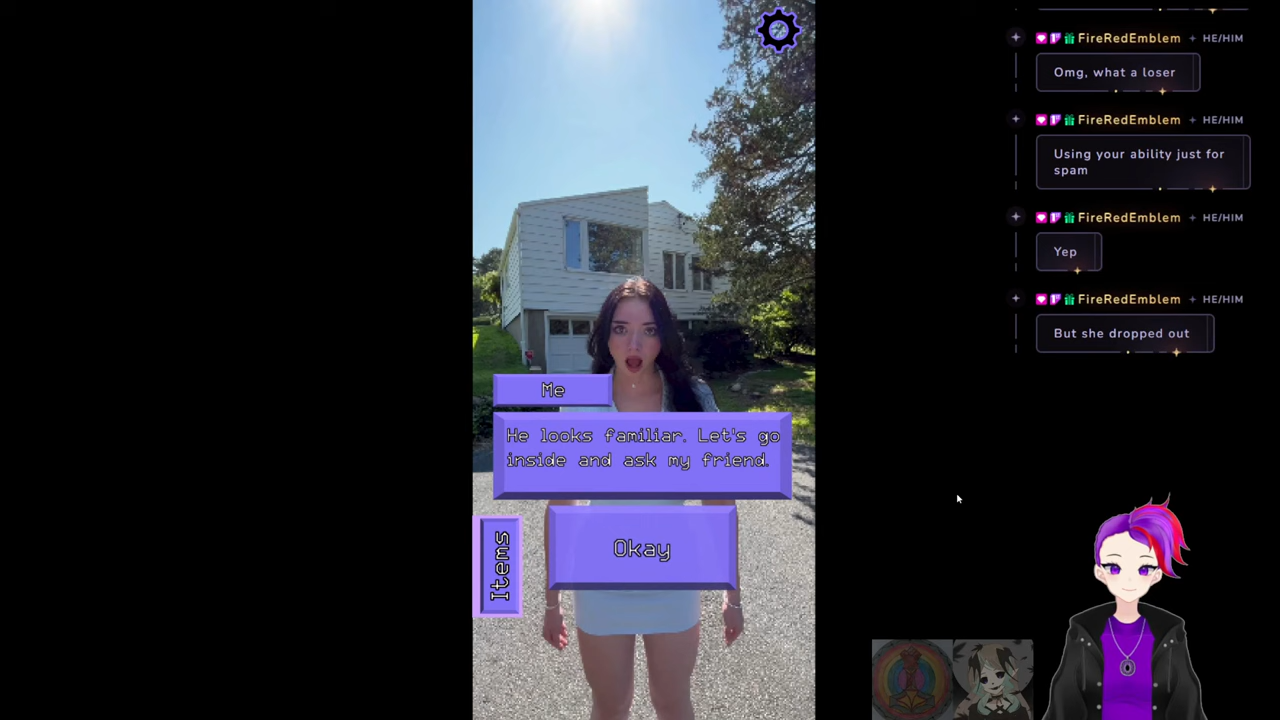 Me
He looks familiar. Let's go
inside and ask my friend.
Okay
Items
FireRedEmblem
HE/HIM
Omg, what a loser
FireRedEmblem
HE/HIM
Using your ability just for
spam
FireRedEmblem
HE/HIM
Yep
FireRedEmblem
HE/HIM
But she dropped out